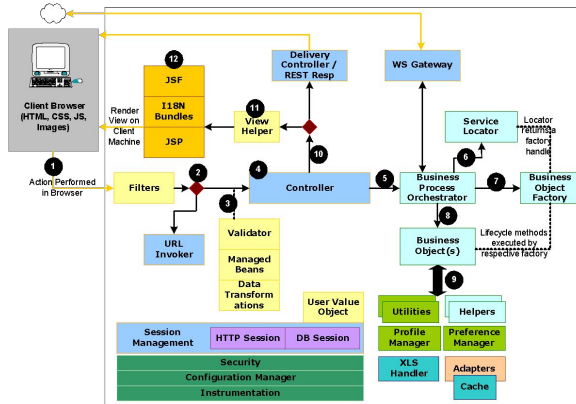 12
JSF
I18N
Bundles
JSP
Delivery
Controller /
REST Resp
WS Gateway
Client Browser
(HTML, CSS, JS,
Images)
Render
View on
Client
Machine
11
View
Helper
Service
Locator
Locator
returns a
factory
handle
1
Action Performed
in Browser
Filters
2
3
4
10
Controller
5
6
Business
Process
Orchestrator
7
Business
Object
Factory
8
URL
Invoker
Validator
Managed
Beans
Data
Transform
ations
Business
Object(s)
Lifecycle methods
executed by
respective factory
9
User Value
Object
Utilities
Helpers
Session
Management
HTTP Session
DB Session
Profile
Manager
Preference
Manager
Security
Configuration Manager
Instrumentation
XLS
Handler
Adapters
Cache